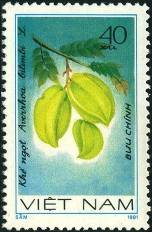 40
XU
Khế ngọt Averrhoa bilimbi L.
BƯU CHÍNH
VIỆT NAM
1981